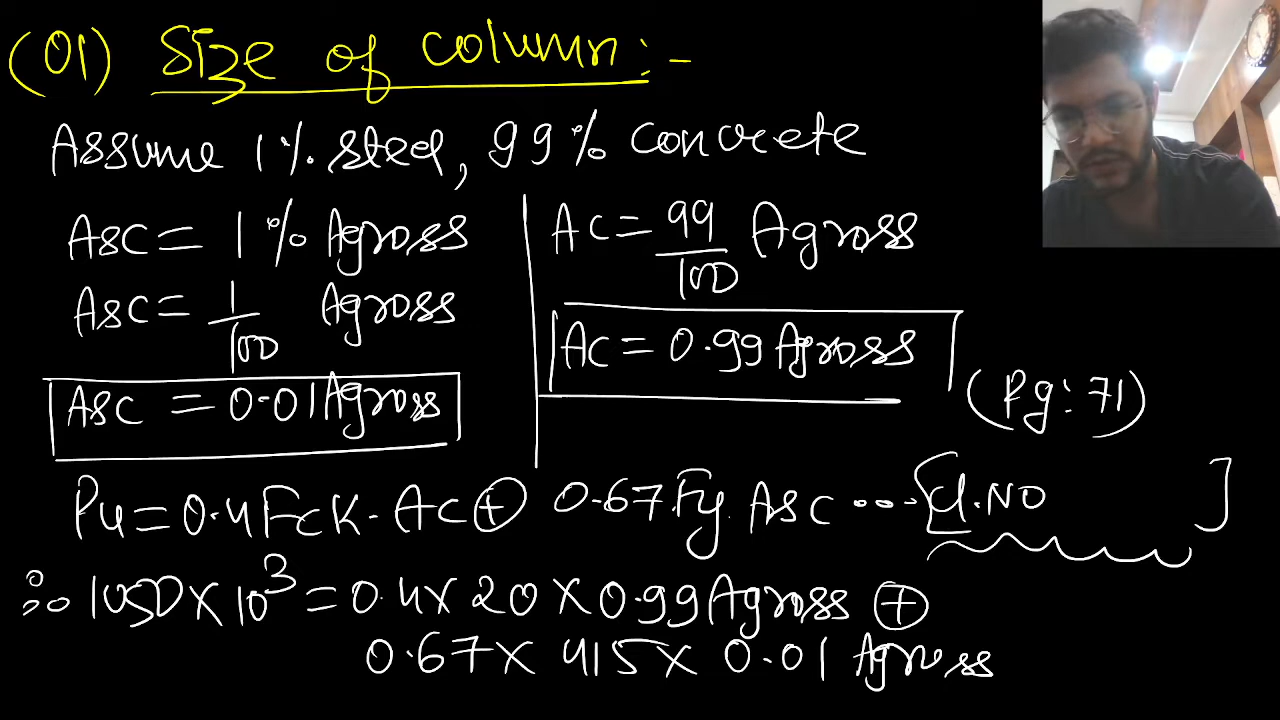 (01) Size of column:-
Assume 1% steel, 99% concrete
Asc = 1% Agross
Asc = 1/100 Agross
Asc = 0.01 Agross
Ac = 99/100 Agross
Ac = 0.99 Agross
(Pg: 71)
Pu = 0.4 Fck. Ac + 0.67.Fy. Asc ...[Cl.NO ]
∴ 1050 X 10³ = 0.4 X 20 X 0.99 Agross +
0.67 X 415 X 0.01 Agross